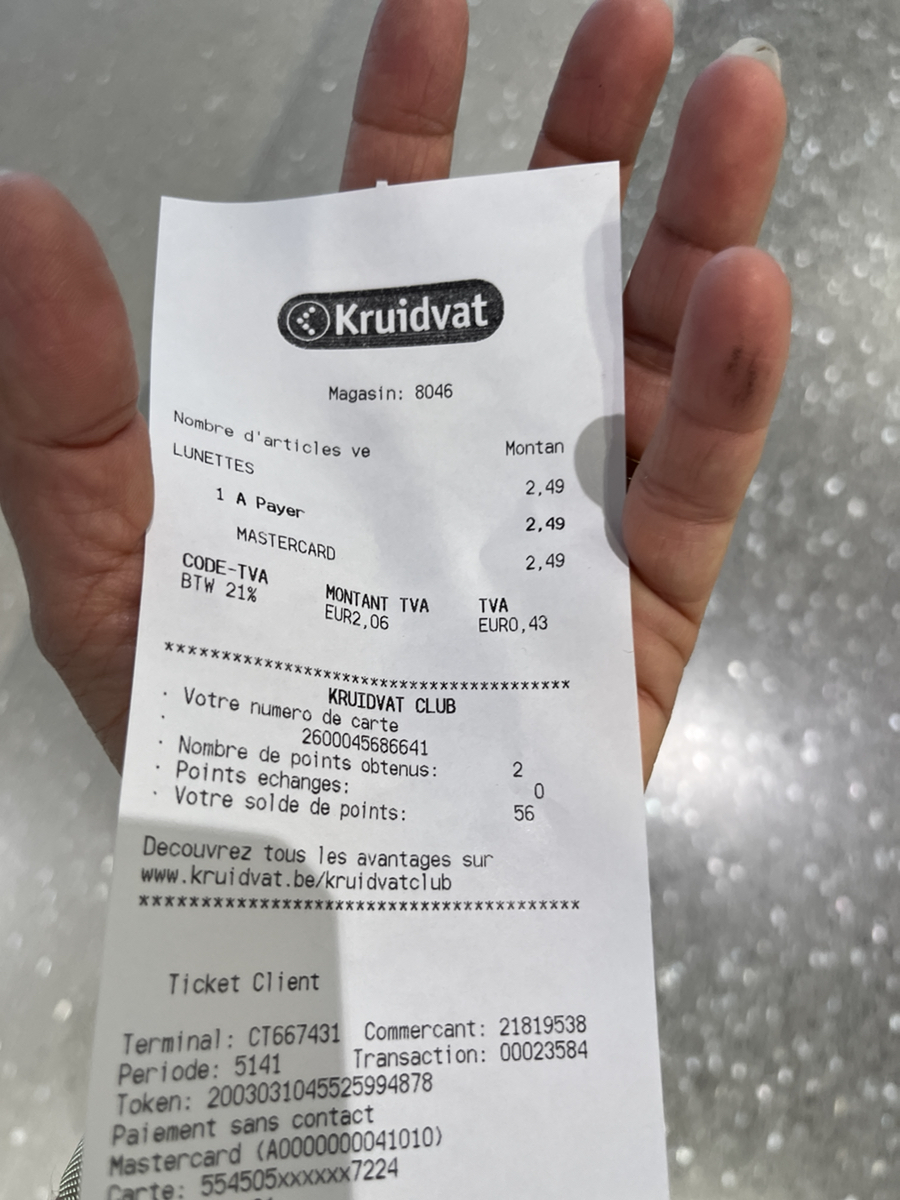 Kruidvat
Magasin: 8046
Nombre d'articles ve Montan
LUNETTES 2,49
1 A Payer 2,49
MASTERCARD 2,49
CODE-TVA MONTANT TVA TVA
BTW 21% EUR2,06 EUR0,43
****************************************
KRUIDVAT CLUB
· Votre numero de carte
· 2600045686641
· Nombre de points obtenus: 2
· Points echanges: 0
· Votre solde de points: 56
Decouvrez tous les avantages sur
www.kruidvat.be/kruidvatclub
****************************************
Ticket Client
Terminal: CT667431 Commercant: 21819538
Periode: 5141 Transaction: 00023584
Token: 2003031045525994878
Paiement sans contact
Mastercard (A0000000041010)
Carte: 554505xxxxxx7224